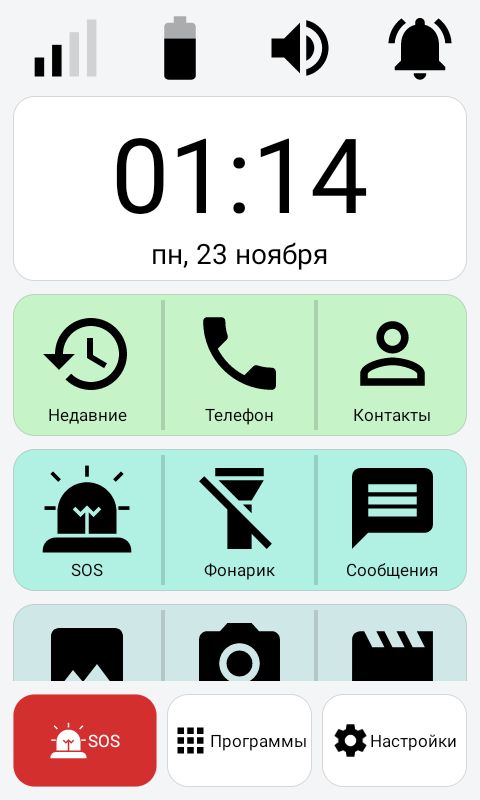 01:14
пн, 23 ноября
Недавние
Телефон
Контакты
SOS
Фонарик
Сообщения
SOS
Программы
Настройки